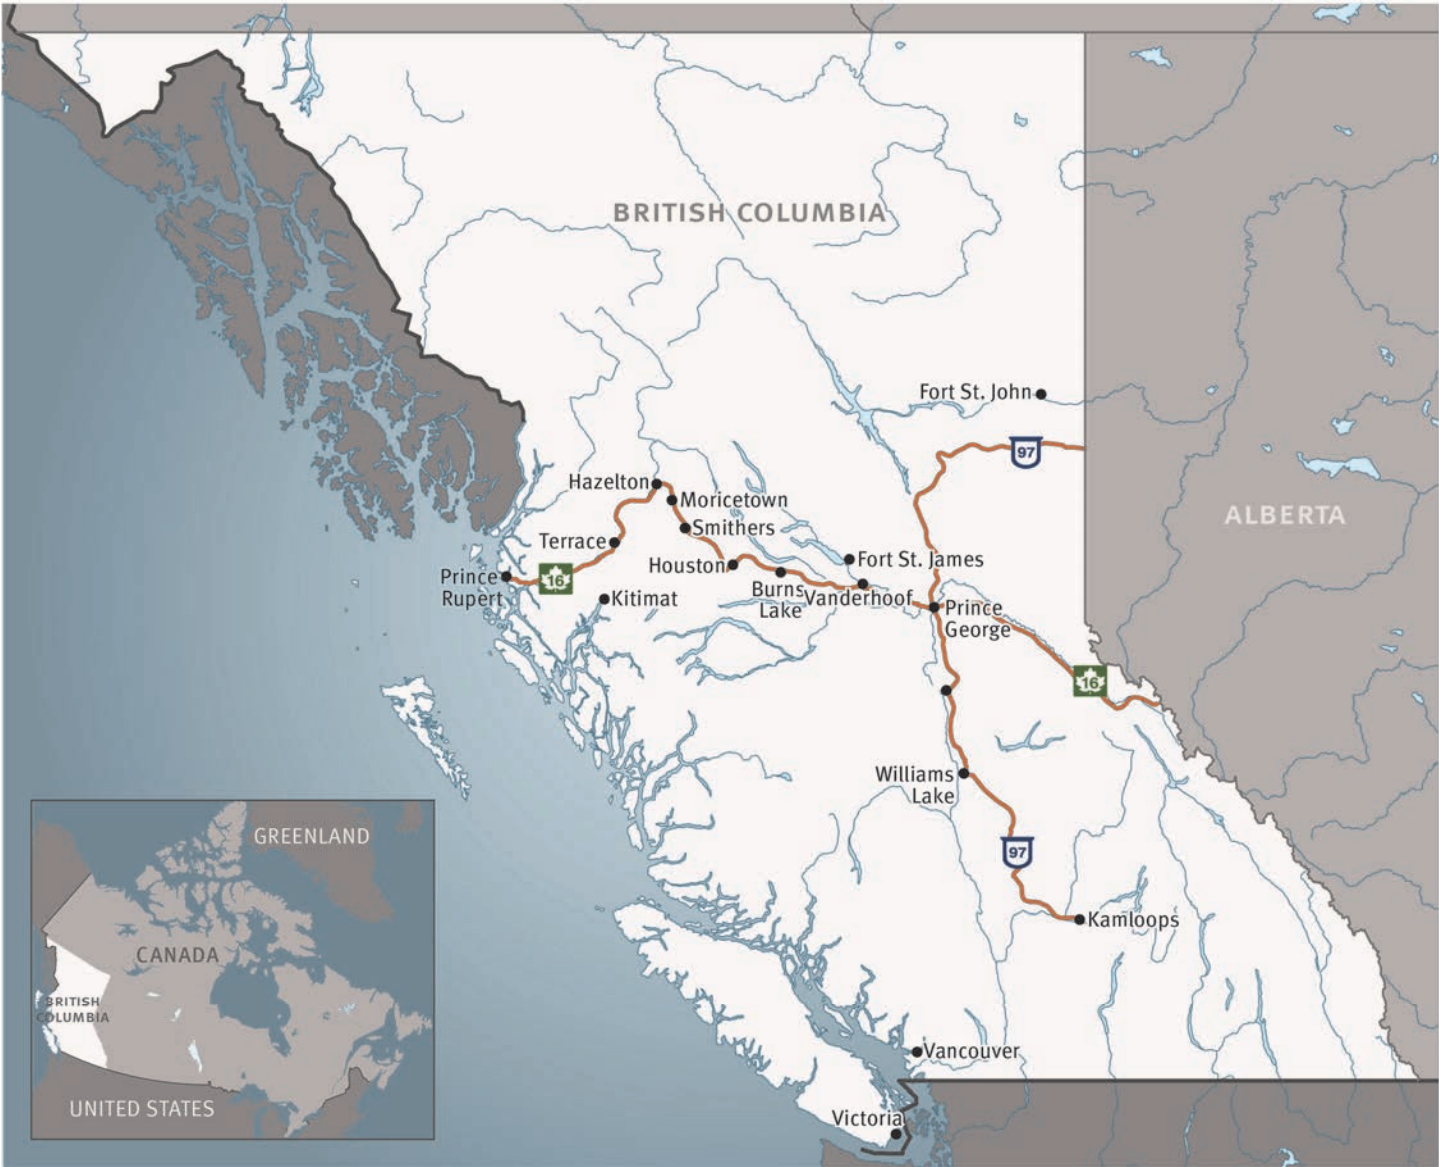 BRITISH COLUMBIA
Fort St. John
97
Hazelton
Moricetown
ALBERTA
Smithers
Terrace
Fort St. James
Houston
Prince
Rupert
16
Burns
Lake
Vanderhoof
Kitimat
Prince
George
16
Williams
Lake
97
Kamloops
Vancouver
Victoria
GREENLAND
CANADA
BRITISH
COLUMBIA
UNITED STATES